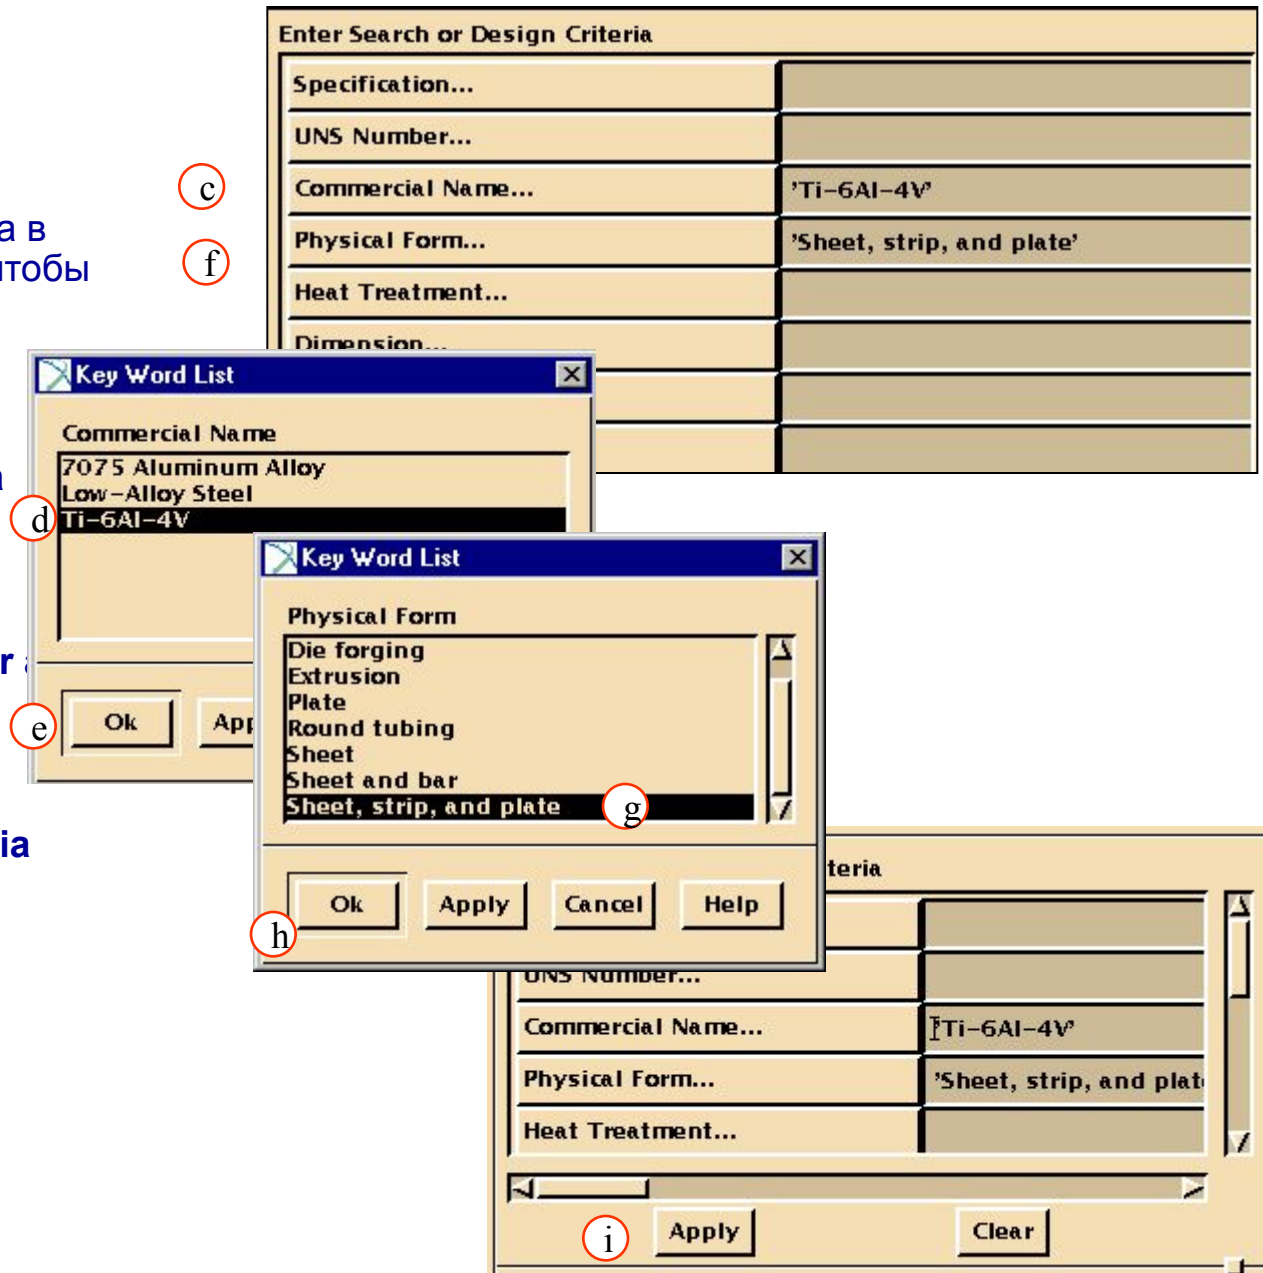 Enter Search or Design Criteria
Specification...
UNS Number...
c
Commercial Name...
'Ti-6Al-4V'
а в
f
Physical Form...
'Sheet, strip, and plate'
Heat Treatment...
Dimension...
Key Word List
Commercial Name
7075 Aluminum Alloy
Low-Alloy Steel
d
Ti-6Al-4V
e
Ok
Key Word List
Physical Form
Die forging
Extrusion
Plate
Round tubing
Sheet
Sheet and bar
Sheet, strip, and plate
g
h
Ok
Apply
Cancel
Help
teria
UNS Number...
Commercial Name...
'Ti-6Al-4V'
Physical Form...
'Sheet, strip, and plat
Heat Treatment...
i
Apply
Clear